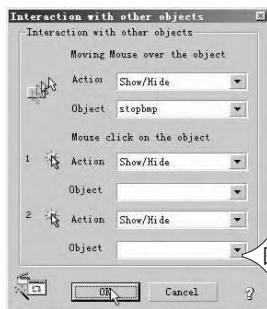 Interaction with other objects
Interaction with other objects
Moving Mouse over the object
Action Show/Hide
Object stopbmp
Mouse click on the object
1 Action Show/Hide
Object
2 Action Show/Hide
Object
OK Cancel ?